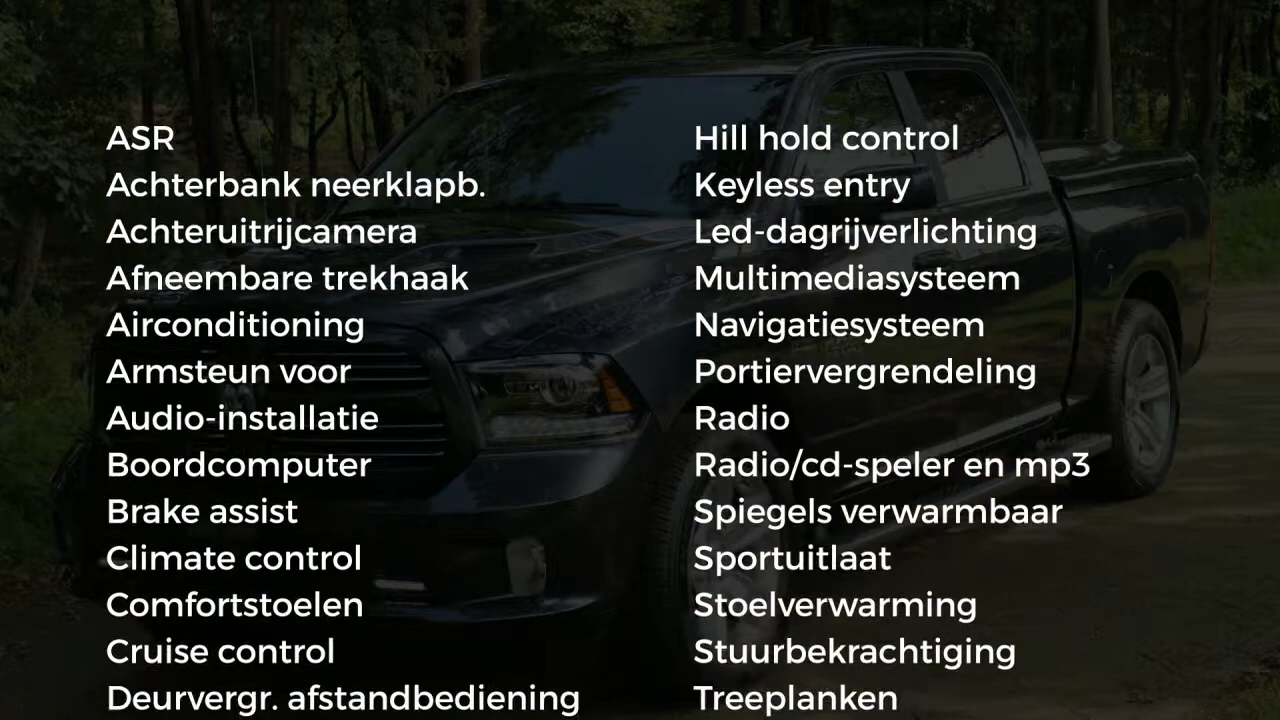 ASR
Achterbank neerklapb.
Achteruitrijcamera
Afneembare trekhaak
Airconditioning
Armsteun voor
Audio-installatie
Boordcomputer
Brake assist
Climate control
Comfortstoelen
Cruise control
Deurvergr. afstandbediening
Hill hold control
Keyless entry
Led-dagrijverlichting
Multimediasysteem
Navigatiesysteem
Portiervergrendeling
Radio
Radio/cd-speler en mp3
Spiegels verwarmbaar
Sportuitlaat
Stoelverwarming
Stuurbekrachtiging
Treeplanken